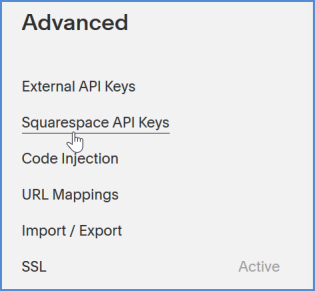 Advanced
External API Keys
Squarespace API Keys
Code Injection
URL Mappings
Import / Export
SSL Active